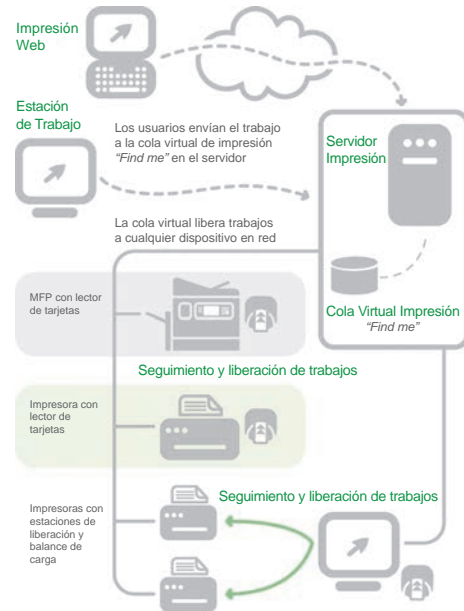 Impresión
Web
Estación
de Trabajo
Los usuarios envían el trabajo
a la cola virtual de impresión
“Find me” en el servidor
Servidor
Impresión
La cola virtual libera trabajos
a cualquier dispositivo en red
MFP con lector
de tarjetas
Cola Virtual Impresión
“Find me”
Seguimiento y liberación de trabajos
Impresora con
lector de
tarjetas
Seguimiento y liberación de trabajos
Impresoras con
estaciones de
liberación y
balance de
carga